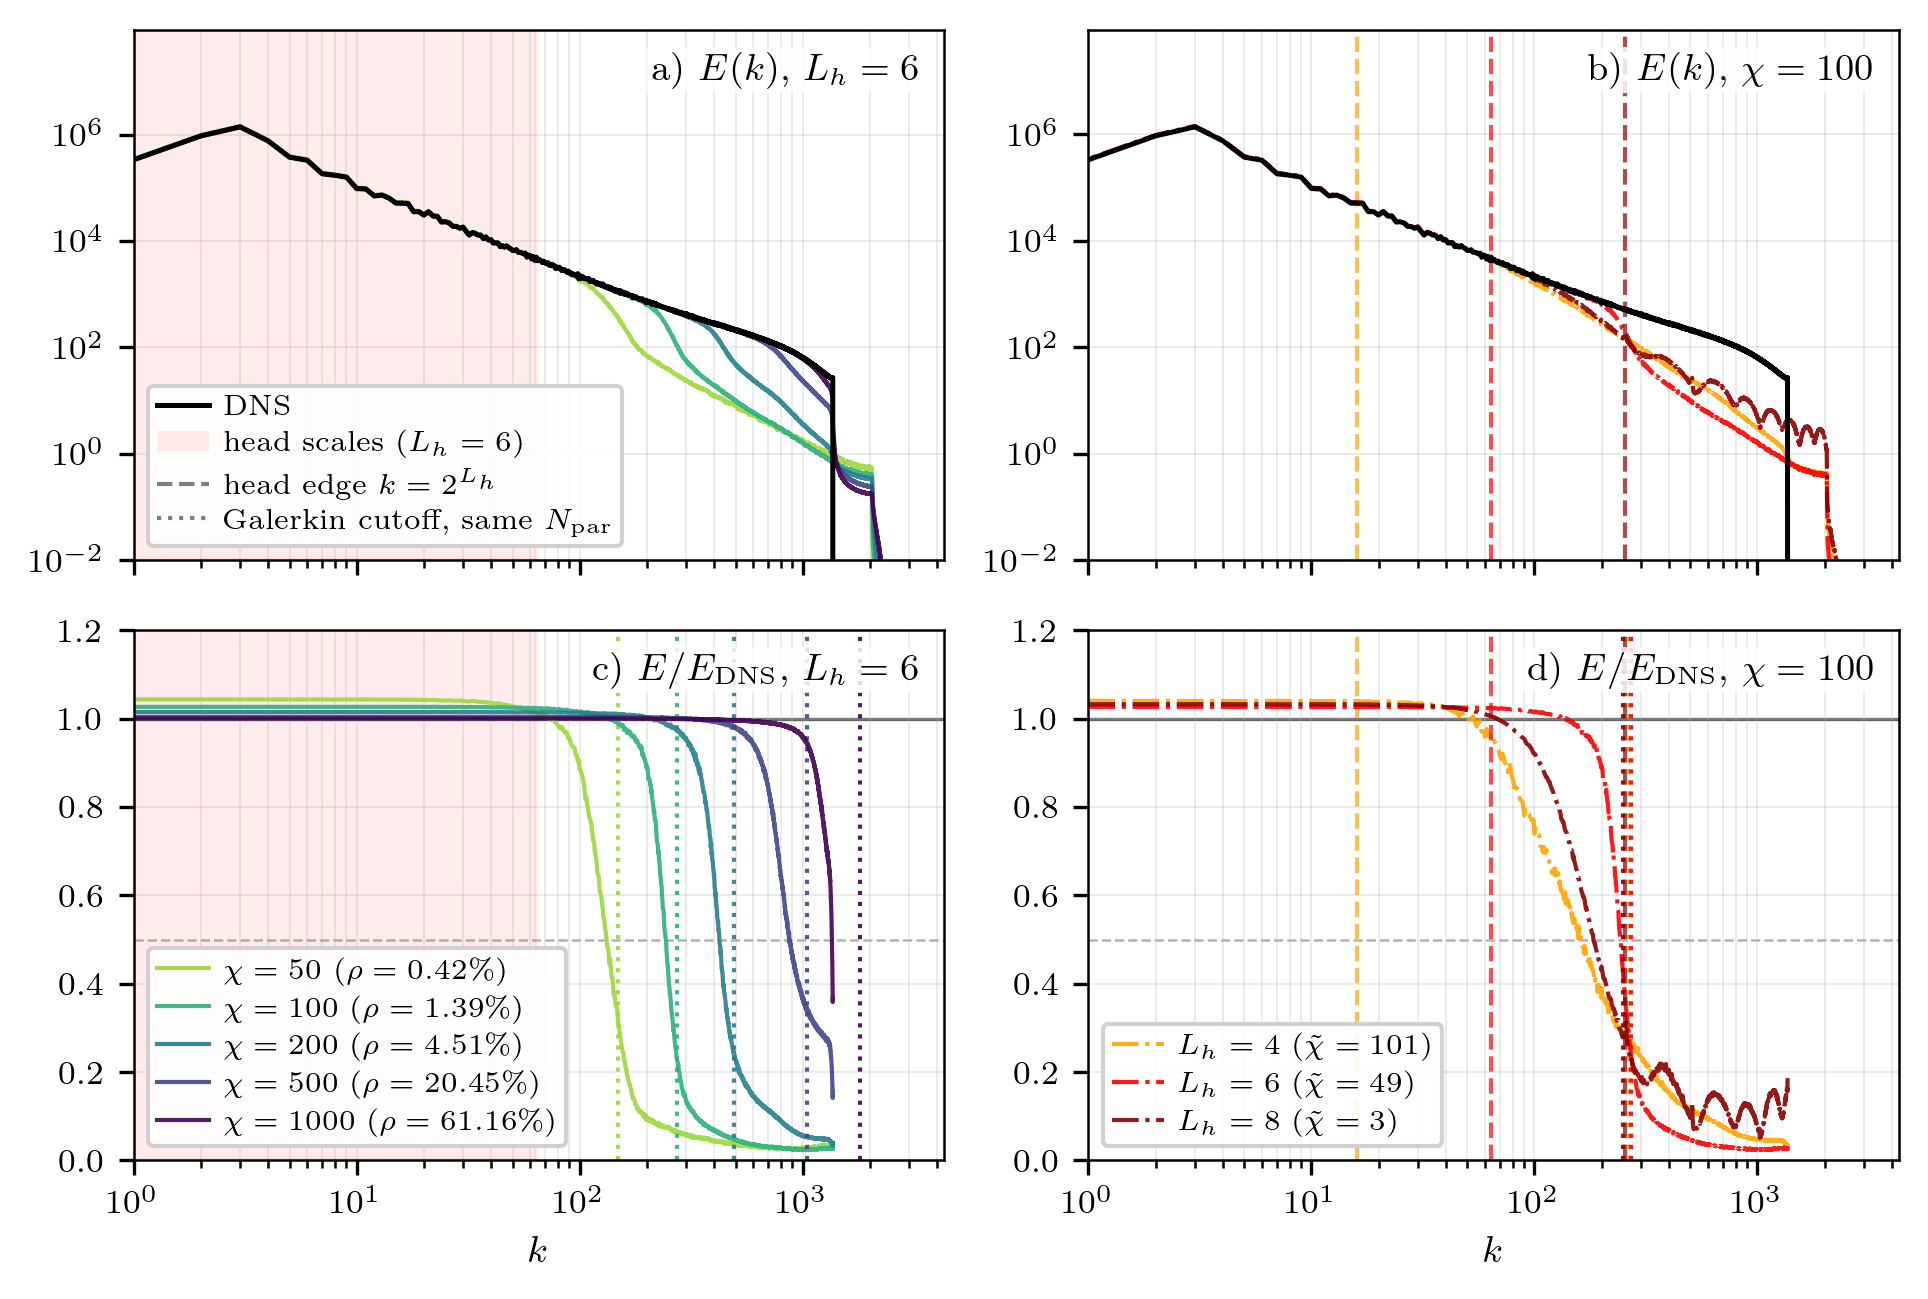 a) E(k), L_h = 6
10^6
10^4
10^2
10^0
10^−2
DNS
head scales (L_h = 6)
head edge k = 2^{L_h}
Galerkin cutoff, same N_par
b) E(k), χ = 100
10^6
10^4
10^2
10^0
10^−2
c) E/E_DNS, L_h = 6
1.2
1.0
0.8
0.6
0.4
0.2
0.0
χ = 50 (ρ = 0.42%)
χ = 100 (ρ = 1.39%)
χ = 200 (ρ = 4.51%)
χ = 500 (ρ = 20.45%)
χ = 1000 (ρ = 61.16%)
10^0 10^1 10^2 10^3
k
d) E/E_DNS, χ = 100
1.2
1.0
0.8
0.6
0.4
0.2
0.0
L_h = 4 (χ̃ = 101)
L_h = 6 (χ̃ = 49)
L_h = 8 (χ̃ = 3)
10^0 10^1 10^2 10^3
k